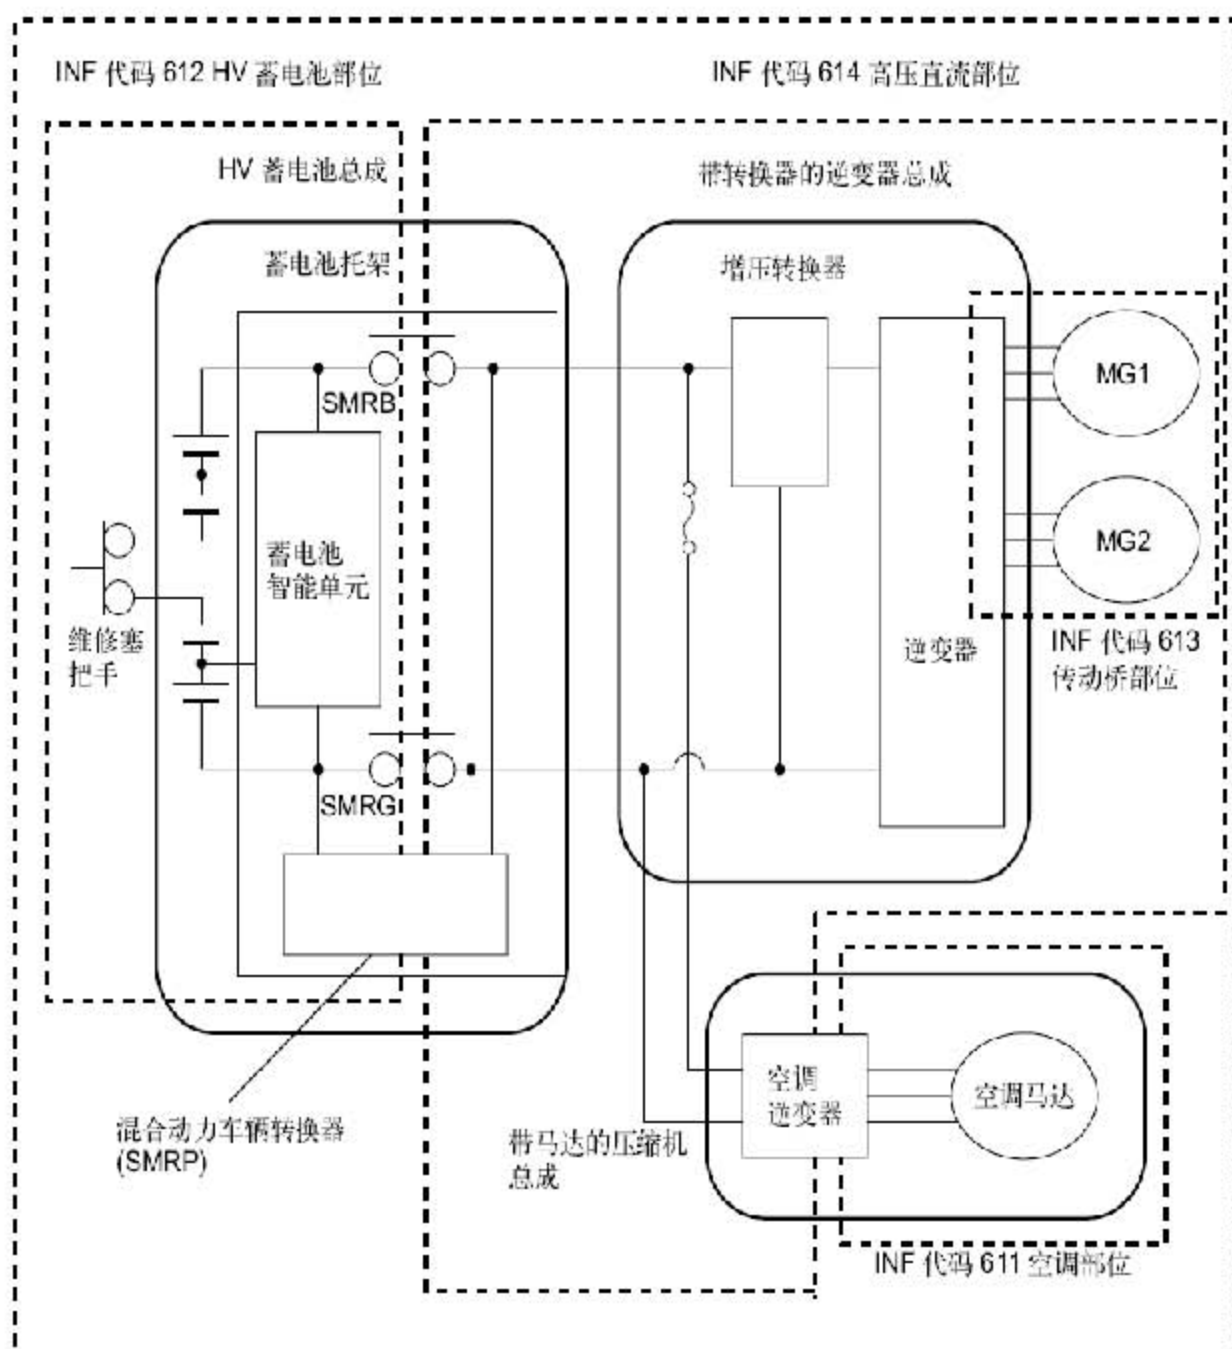 INF 代码 612 HV 蓄电池部位
INF 代码 614 高压直流部位
HV 蓄电池总成
带转换器的逆变器总成
蓄电池托架
增压转换器
SMRB
MG1
蓄电池
智能单元
MG2
维修塞
把手
逆变器
INF 代码 613
传动桥部位
SMRG
空调
逆变器
空调马达
混合动力车辆转换器
(SMRP)
带马达的压缩机
总成
INF 代码 611 空调部位